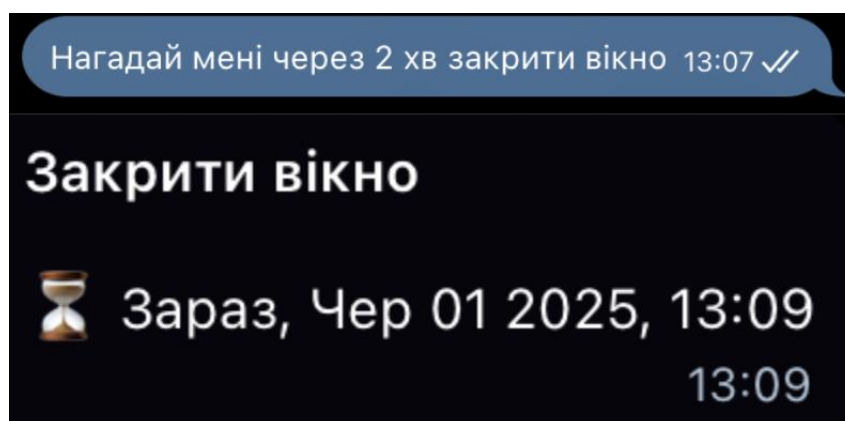 Нагадай мені через 2 хв закрити вікно 13:07
Закрити вікно
Зараз, Чер 01 2025, 13:09
13:09